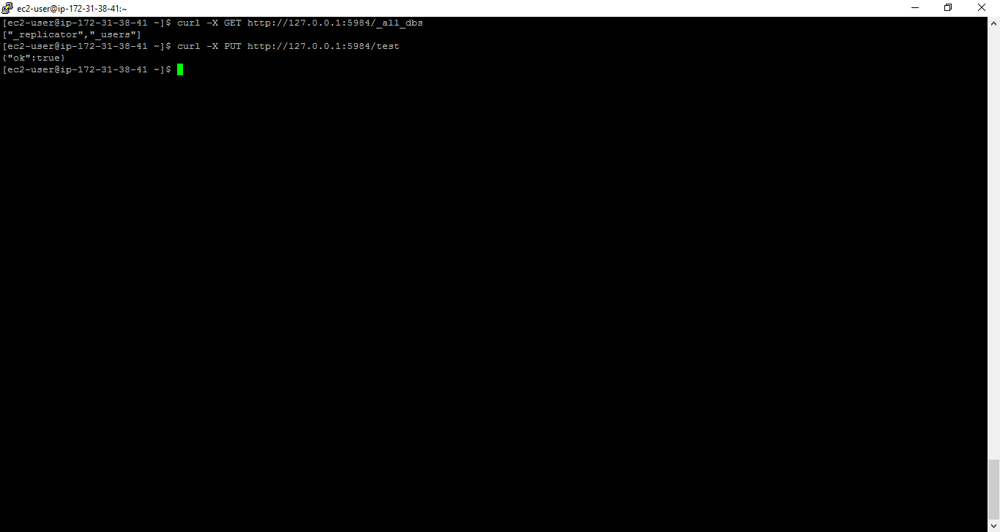 ec2-user@ip-172-31-38-41:~
[ec2-user@ip-172-31-38-41 ~]$ curl -X GET http://127.0.0.1:5984/_all_dbs
["_replicator","_users"]
[ec2-user@ip-172-31-38-41 ~]$ curl -X PUT http://127.0.0.1:5984/test
{"ok":true}
[ec2-user@ip-172-31-38-41 ~]$